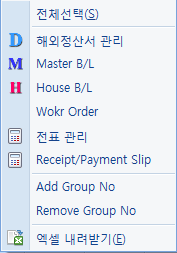 전체선택(S)
D 해외정산서 관리
M Master B/L
H House B/L
Wokr Order
전표 관리
Receipt/Payment Slip
Add Group No
Remove Group No
엑셀 내려받기(E)